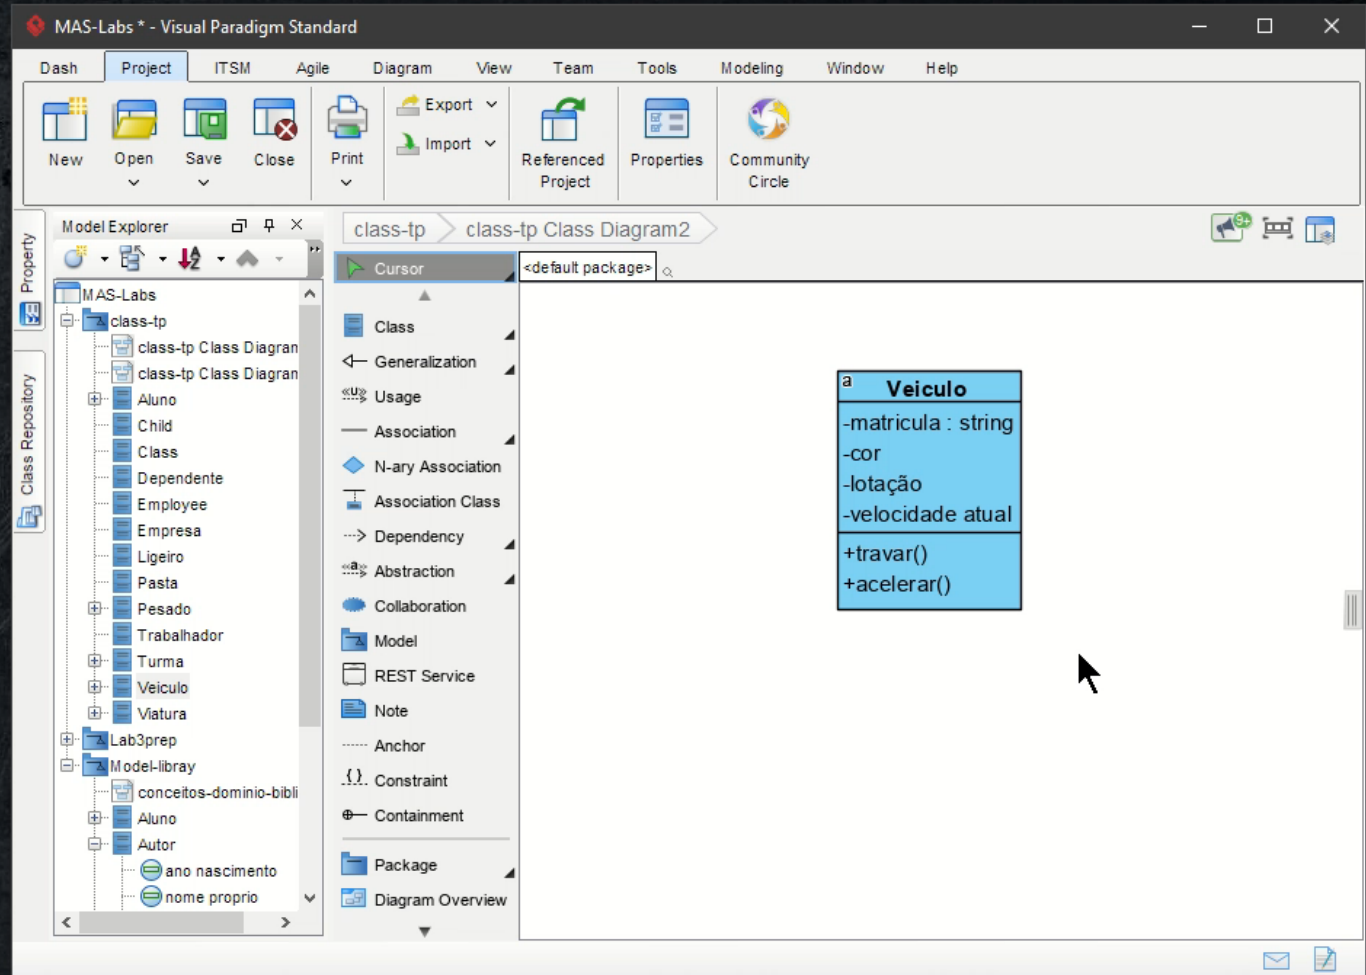 MAS-Labs * - Visual Paradigm Standard
Dash Project ITSM Agile Diagram View Team Tools Modeling Window Help
New
Open
Save
Close
Print
Export
Import
Referenced
Project
Properties
Community
Circle
Property
Class Repository
Model Explorer
MAS-Labs
class-tp
class-tp Class Diagran
class-tp Class Diagran
Aluno
Child
Class
Dependente
Employee
Empresa
Ligeiro
Pasta
Pesado
Trabalhador
Turma
Veiculo
Viatura
Lab3prep
Model-libray
conceitos-dominio-bibli
Aluno
Autor
ano nascimento
nome proprio
class-tp
class-tp Class Diagram2
9+
Cursor
Class
Generalization
Usage
Association
N-ary Association
Association Class
Dependency
Abstraction
Collaboration
Model
REST Service
Note
Anchor
Constraint
Containment
Package
Diagram Overview
<default package>
a
Veiculo
-matricula : string
-cor
-lotação
-velocidade atual
+travar()
+acelerar()